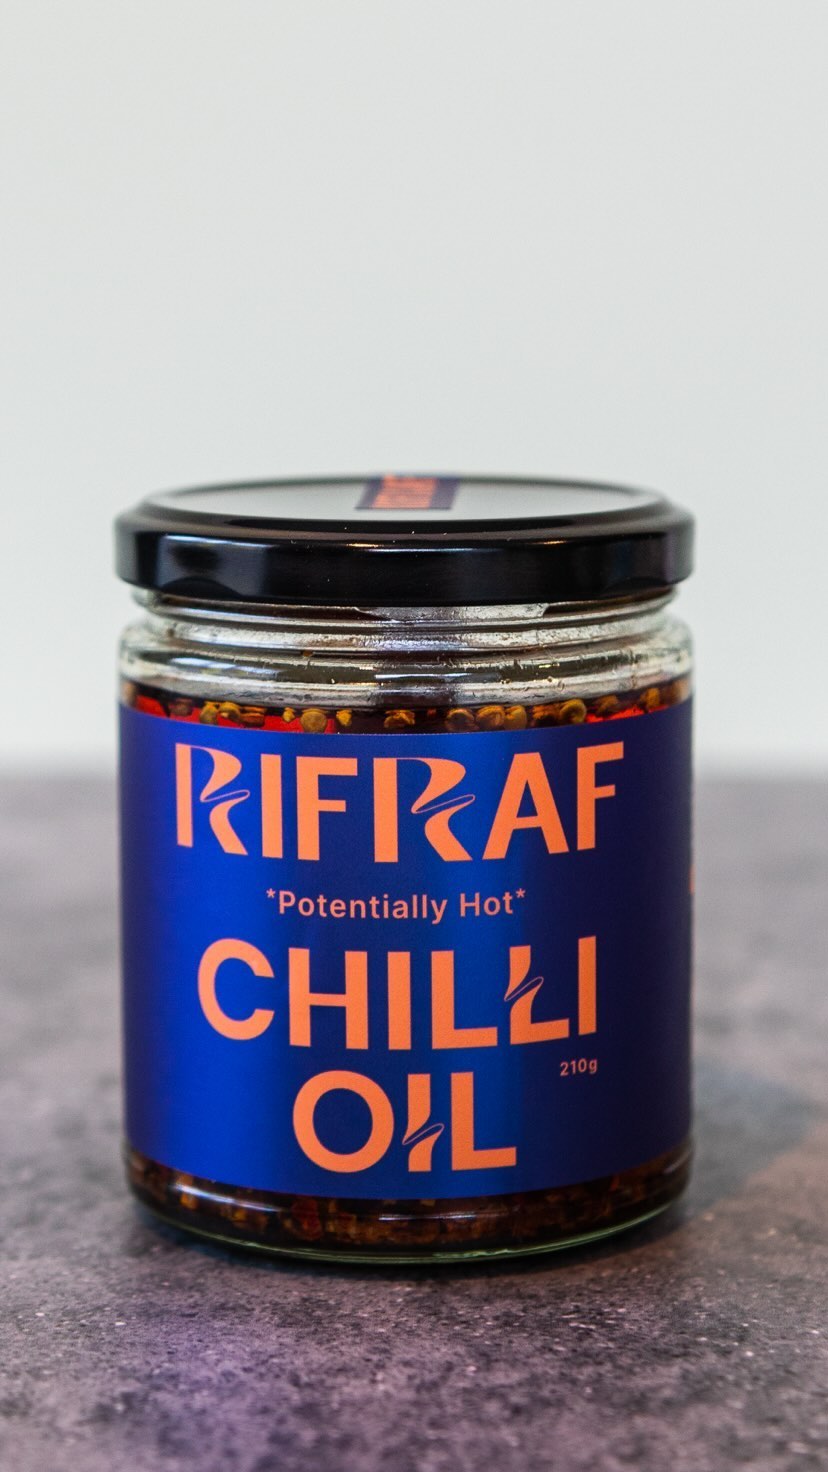 RIFRAF
*Potentially Hot*
CHILLI
210g
OIL